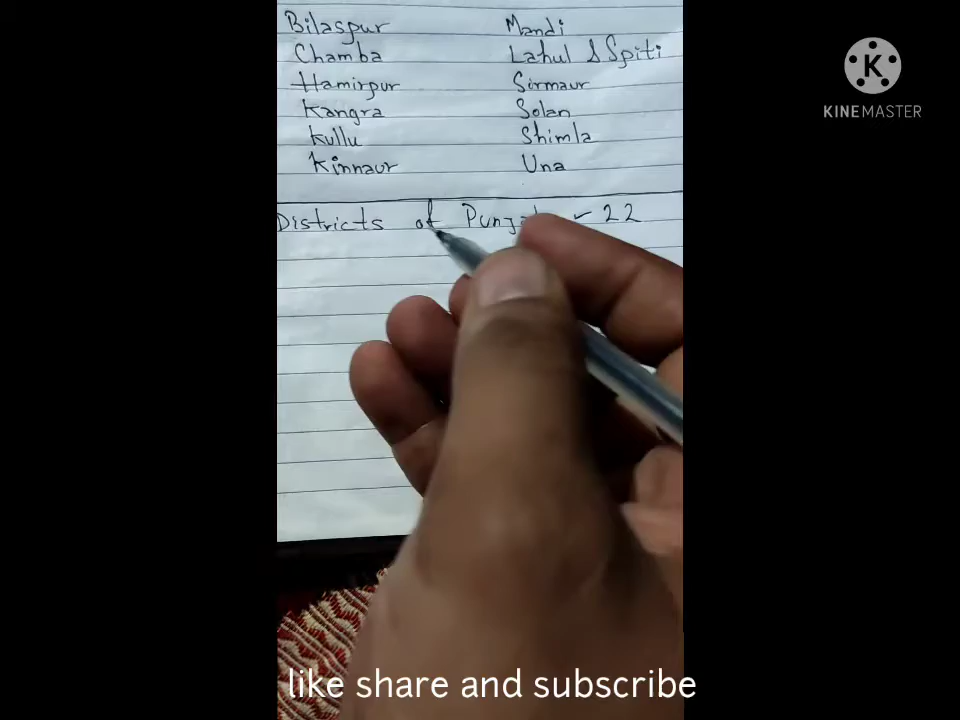 Bilaspur Mandi
Chamba Lahul & Spiti
Hamirpur Sirmaur
Kangra Solan
Kullu Shimla
Kinnaur Una
Districts of - 22
KINEMASTER
like share and subscribe